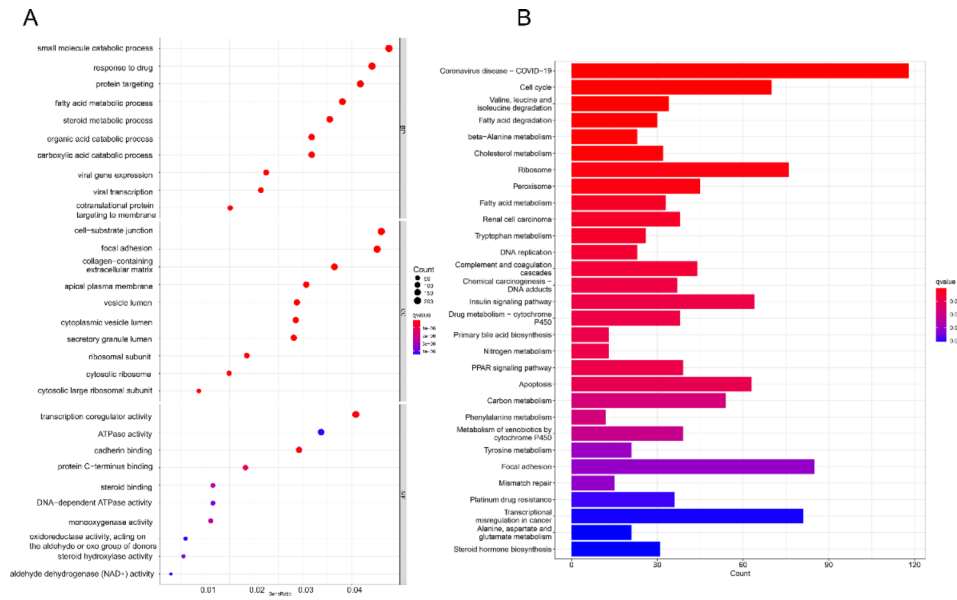 A
B
small molecule catabolic process
response to drug
protein targeting
fatty acid metabolic process
steroid metabolic process
organic acid catabolic process
carboxylic acid catabolic process
viral gene expression
viral transcription
cotranslational protein
targeting to membrane
cell-substrate junction
focal adhesion
collagen-containing
extracellular matrix
apical plasma membrane
vesicle lumen
cytoplasmic vesicle lumen
secretory granule lumen
ribosomal subunit
cytosolic ribosome
cytosolic large ribosomal subunit
transcription coregulator activity
ATPase activity
cadherin binding
protein C-terminus binding
steroid binding
DNA-dependent ATPase activity
monooxygenase activity
oxidoreductase activity, acting on
the aldehyde or oxo group of donors
steroid hydroxylase activity
aldehyde dehydrogenase (NAD+) activity
0.01 0.02 0.03 0.04
GeneRatio
BP
CC
MF
Count
50
100
150
200
qvalue
Coronavirus disease - COVID-19
Cell cycle
Valine, leucine and
isoleucine degradation
Fatty acid degradation
beta-Alanine metabolism
Cholesterol metabolism
Ribosome
Peroxisome
Fatty acid metabolism
Renal cell carcinoma
Tryptophan metabolism
DNA replication
Complement and coagulation
cascades
Chemical carcinogenesis -
DNA adducts
Insulin signaling pathway
Drug metabolism - cytochrome
P450
Primary bile acid biosynthesis
Nitrogen metabolism
PPAR signaling pathway
Apoptosis
Carbon metabolism
Phenylalanine metabolism
Metabolism of xenobiotics by
cytochrome P450
Tyrosine metabolism
Focal adhesion
Mismatch repair
Platinum drug resistance
Transcriptional
misregulation in cancer
Alanine, aspartate and
glutamate metabolism
Steroid hormone biosynthesis
0 30 60 90 120
Count
qvalue